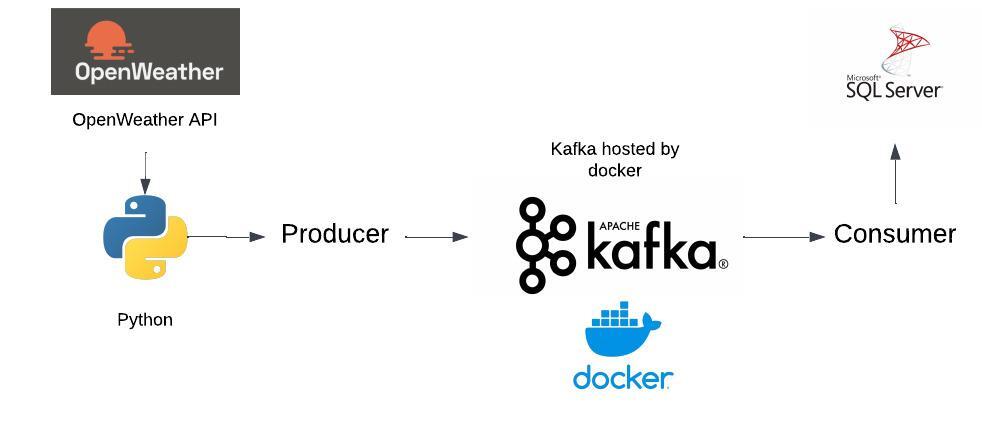 OpenWeather
OpenWeather API
Python
Producer
Kafka hosted by
docker
APACHE
kafka®
docker
Consumer
Microsoft®
SQL Server